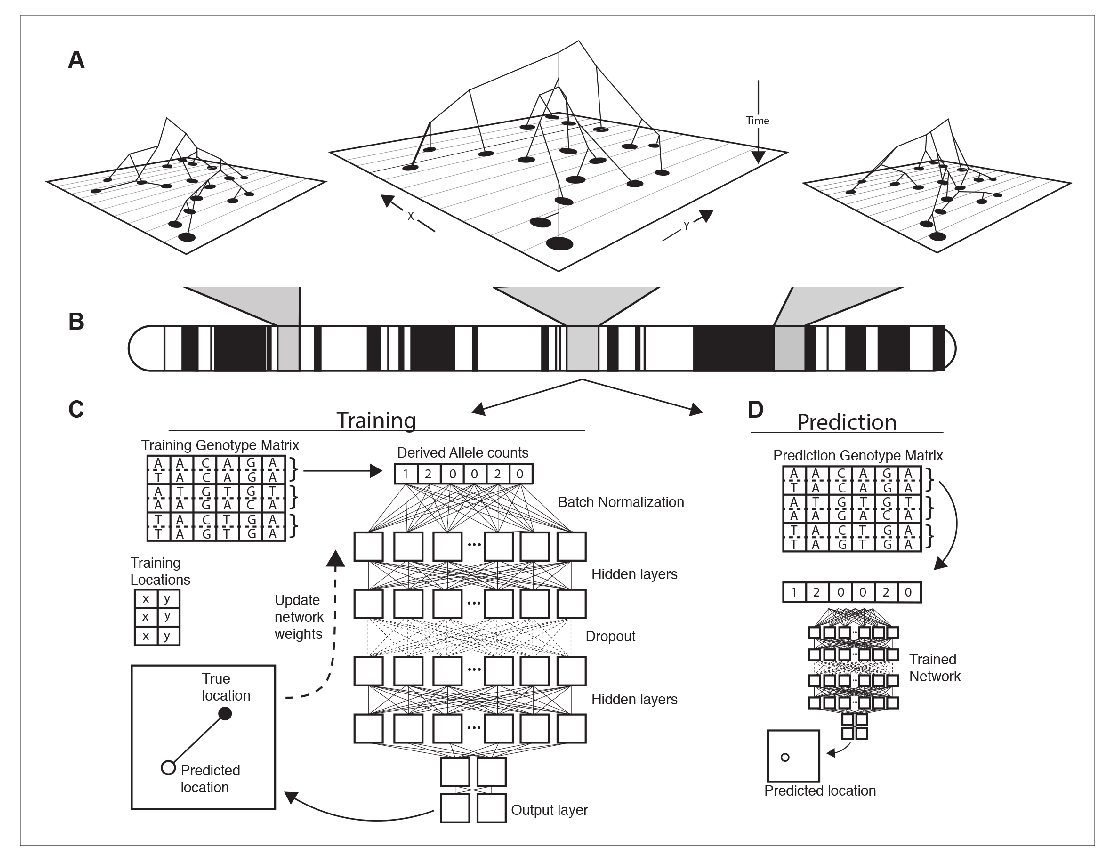 A
Time
X
Y
B
C
Training
Training Genotype Matrix
A A C A G A
T A C A G A
A T G T G T
A A G A C A
T A C T G A
T A G T G A
Derived Allele counts
1 2 0 0 2 0
Batch Normalization
...
Hidden layers
...
Dropout
...
Hidden layers
...
Output layer
Training
Locations
x y
x y
x y
Update
network
weights
True
location
Predicted
location
D
Prediction
Prediction Genotype Matrix
A A C A G A
T A C A G A
A T G T G T
A A G A C A
T A C T G A
T A G T G A
1 2 0 0 2 0
Trained
Network
Predicted location